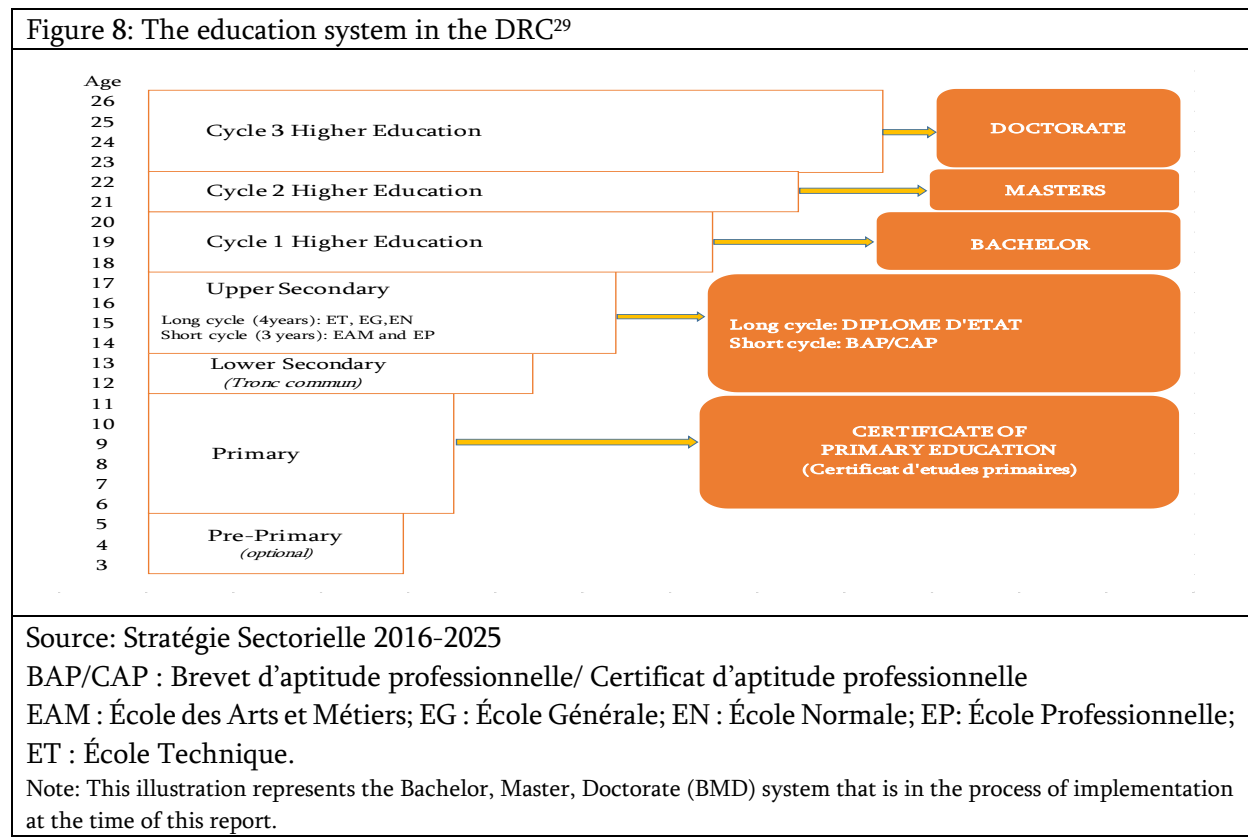 Figure 8: The education system in the DRC²⁹
Age
26
25
24
23
22
21
20
19
18
17
16
15
14
13
12
11
10
9
8
7
6
5
4
3
Cycle 3 Higher Education
DOCTORATE
Cycle 2 Higher Education
MASTERS
Cycle 1 Higher Education
BACHELOR
Upper Secondary
Long cycle (4years): ET, EG,EN
Short cycle (3 years): EAM and EP
Long cycle: DIPLOME D'ETAT
Short cycle: BAP/CAP
Lower Secondary
(Tronc commun)
Primary
CERTIFICATE OF
PRIMARY EDUCATION
(Certificat d'etudes primaires)
Pre-Primary
(optional)
Source: Stratégie Sectorielle 2016-2025
BAP/CAP : Brevet d’aptitude professionnelle/ Certificat d’aptitude professionnelle
EAM : École des Arts et Métiers; EG : École Générale; EN : École Normale; EP: École Professionnelle;
ET : École Technique.
Note: This illustration represents the Bachelor, Master, Doctorate (BMD) system that is in the process of implementation
at the time of this report.